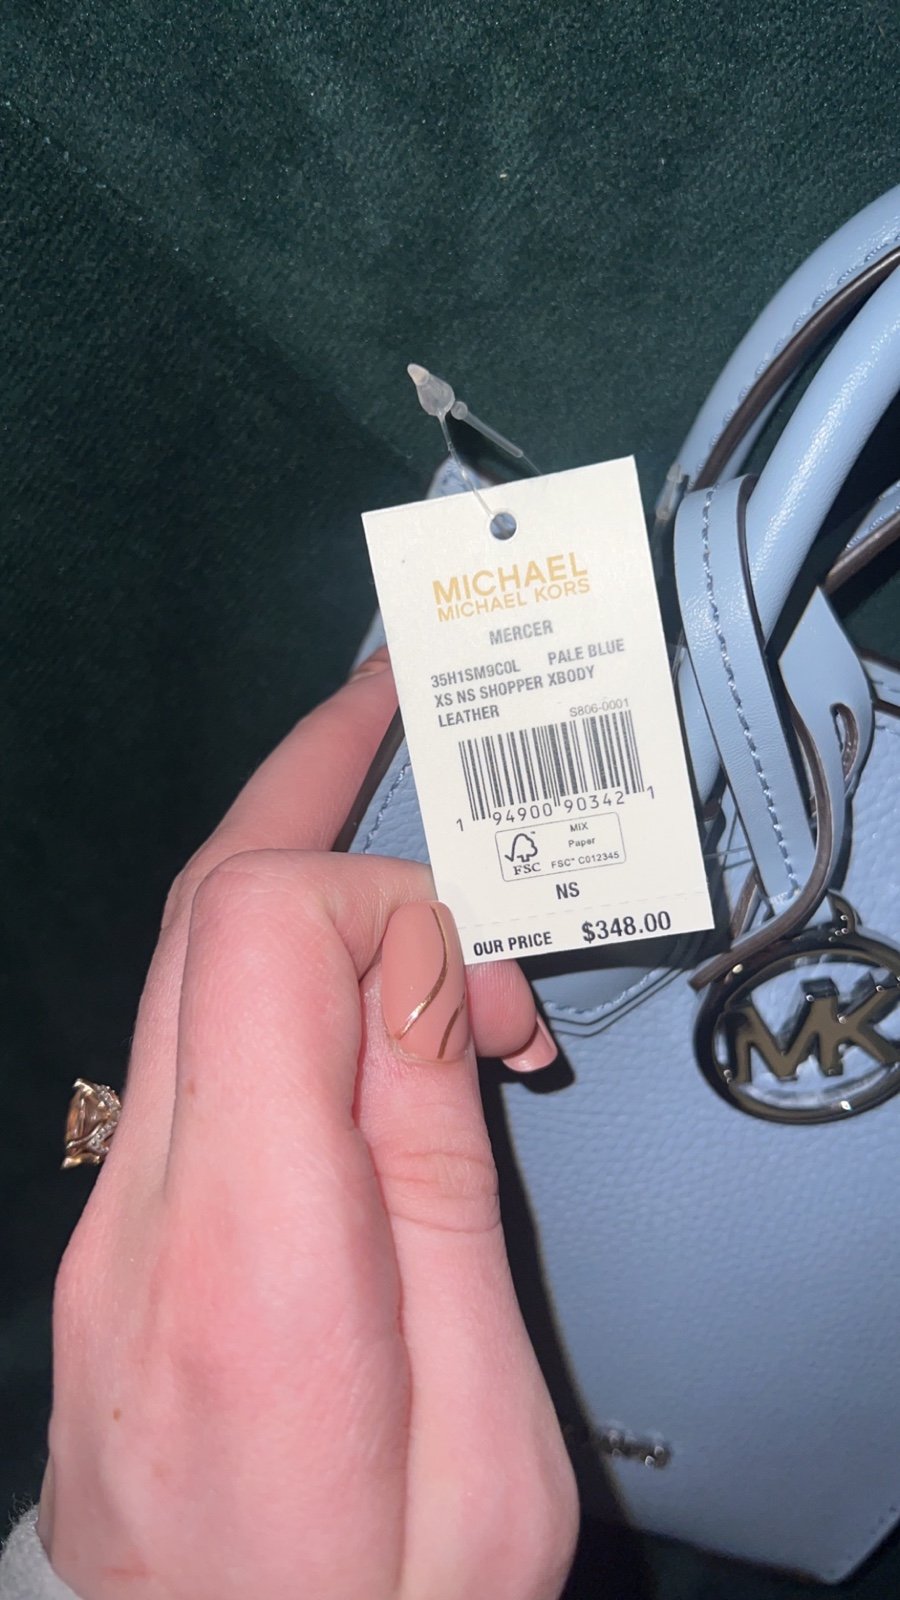 MICHAEL
MICHAEL KORS
MERCER
35H1SM9C0L PALE BLUE
XS NS SHOPPER XBODY
LEATHER
S806-0001
1 94900 90342 1
FSC
MIX
Paper
FSC™ C012345
NS
OUR PRICE $348.00
MK